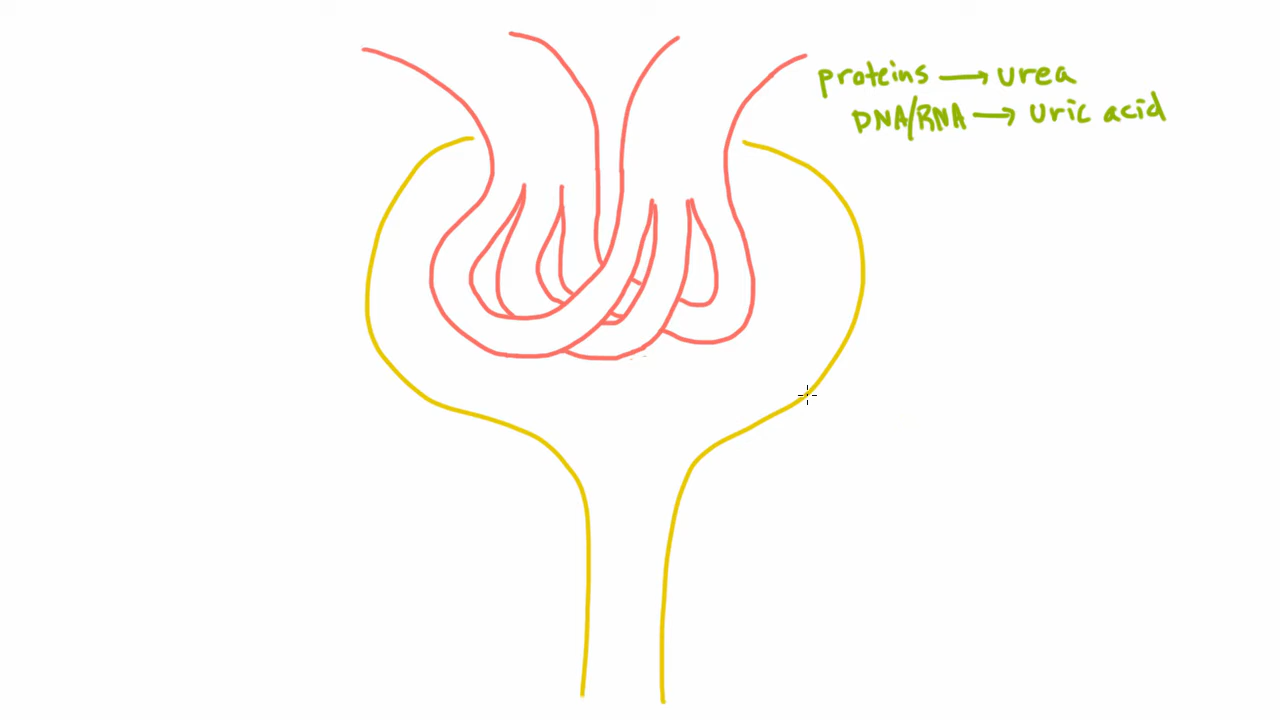 proteins → urea
DNA/RNA → uric acid